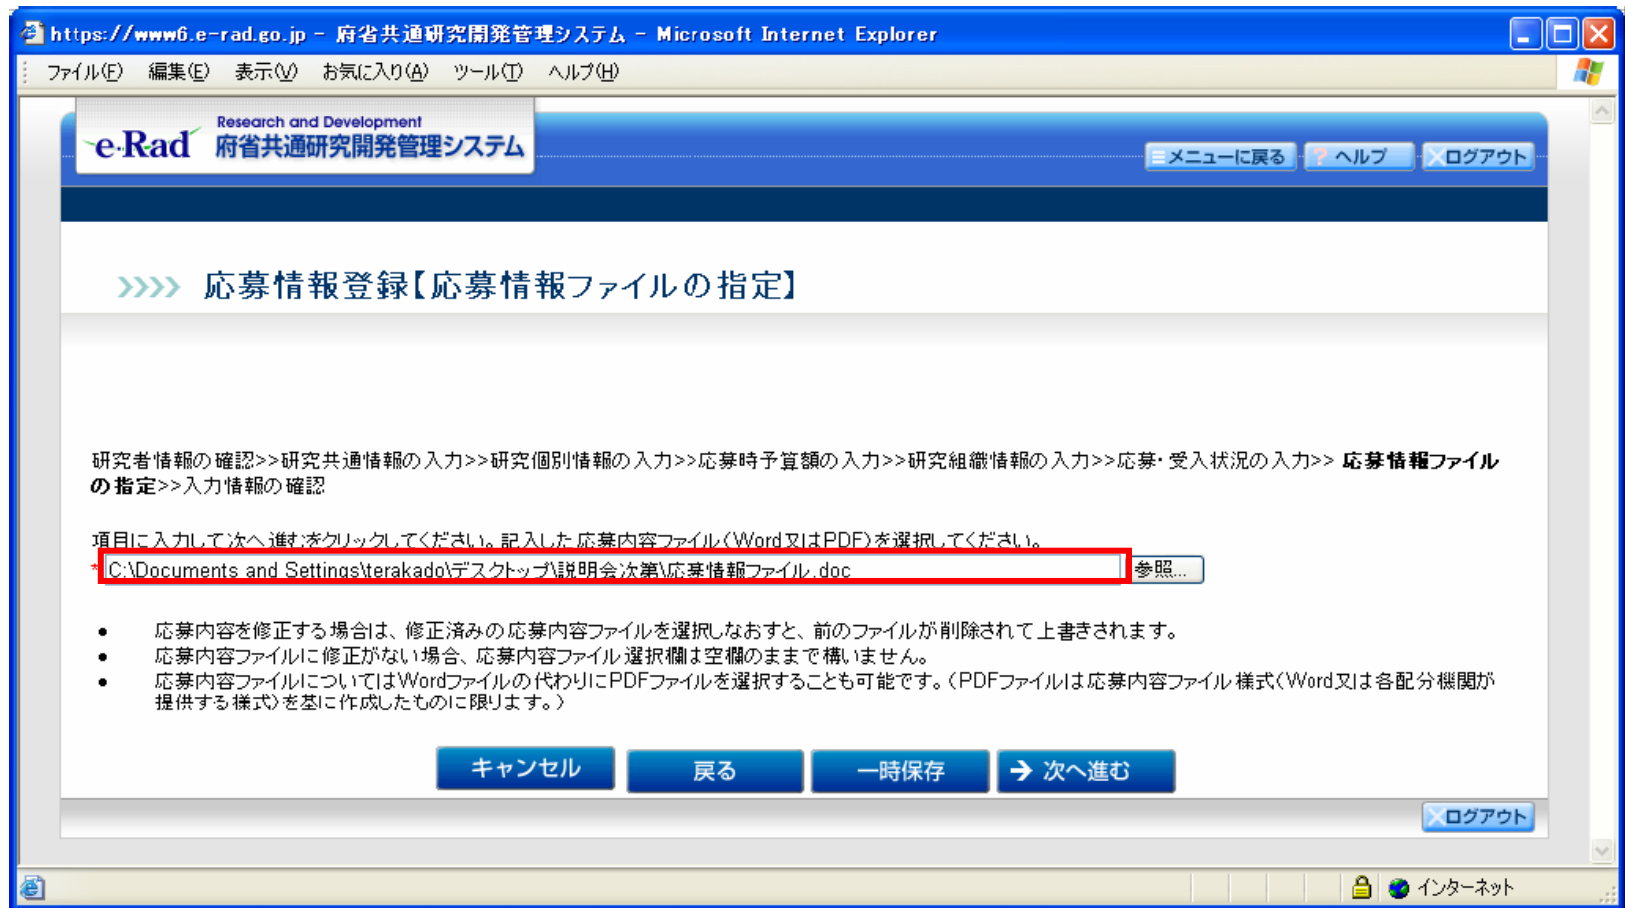 https://www6.e-rad.go.jp - 府省共通研究開発管理システム - Microsoft Internet Explorer
ファイル(F) 編集(E) 表示(V) お気に入り(A) ツール(T) ヘルプ(H)
e-Rad Research and Development
府省共通研究開発管理システム
メニューに戻る ? ヘルプ ログアウト
>>>> 応募情報登録【応募情報ファイルの指定】
研究者情報の確認>>研究共通情報の入力>>研究個別情報の入力>>応募時予算額の入力>>研究組織情報の入力>>応募・受入状況の入力>> 応募情報ファイル
の指定>>入力情報の確認
項目に入力して次へ進むをクリックしてください。記入した応募内容ファイル(Word又はPDF)を選択してください。
* C:\Documents and Settings\terakado\デスクトップ\説明会次第\応募情報ファイル.doc 参照...
● 応募内容を修正する場合は、修正済みの応募内容ファイルを選択しなおすと、前のファイルが削除されて上書きされます。
● 応募内容ファイルに修正がない場合、応募内容ファイル選択欄は空欄のままで構いません。
● 応募内容ファイルについてはWordファイルの代わりにPDFファイルを選択することも可能です。(PDFファイルは応募内容ファイル様式(Word又は各配分機関が
提供する様式)を基に作成したものに限ります。)
キャンセル 戻る 一時保存 → 次へ進む
ログアウト
インターネット